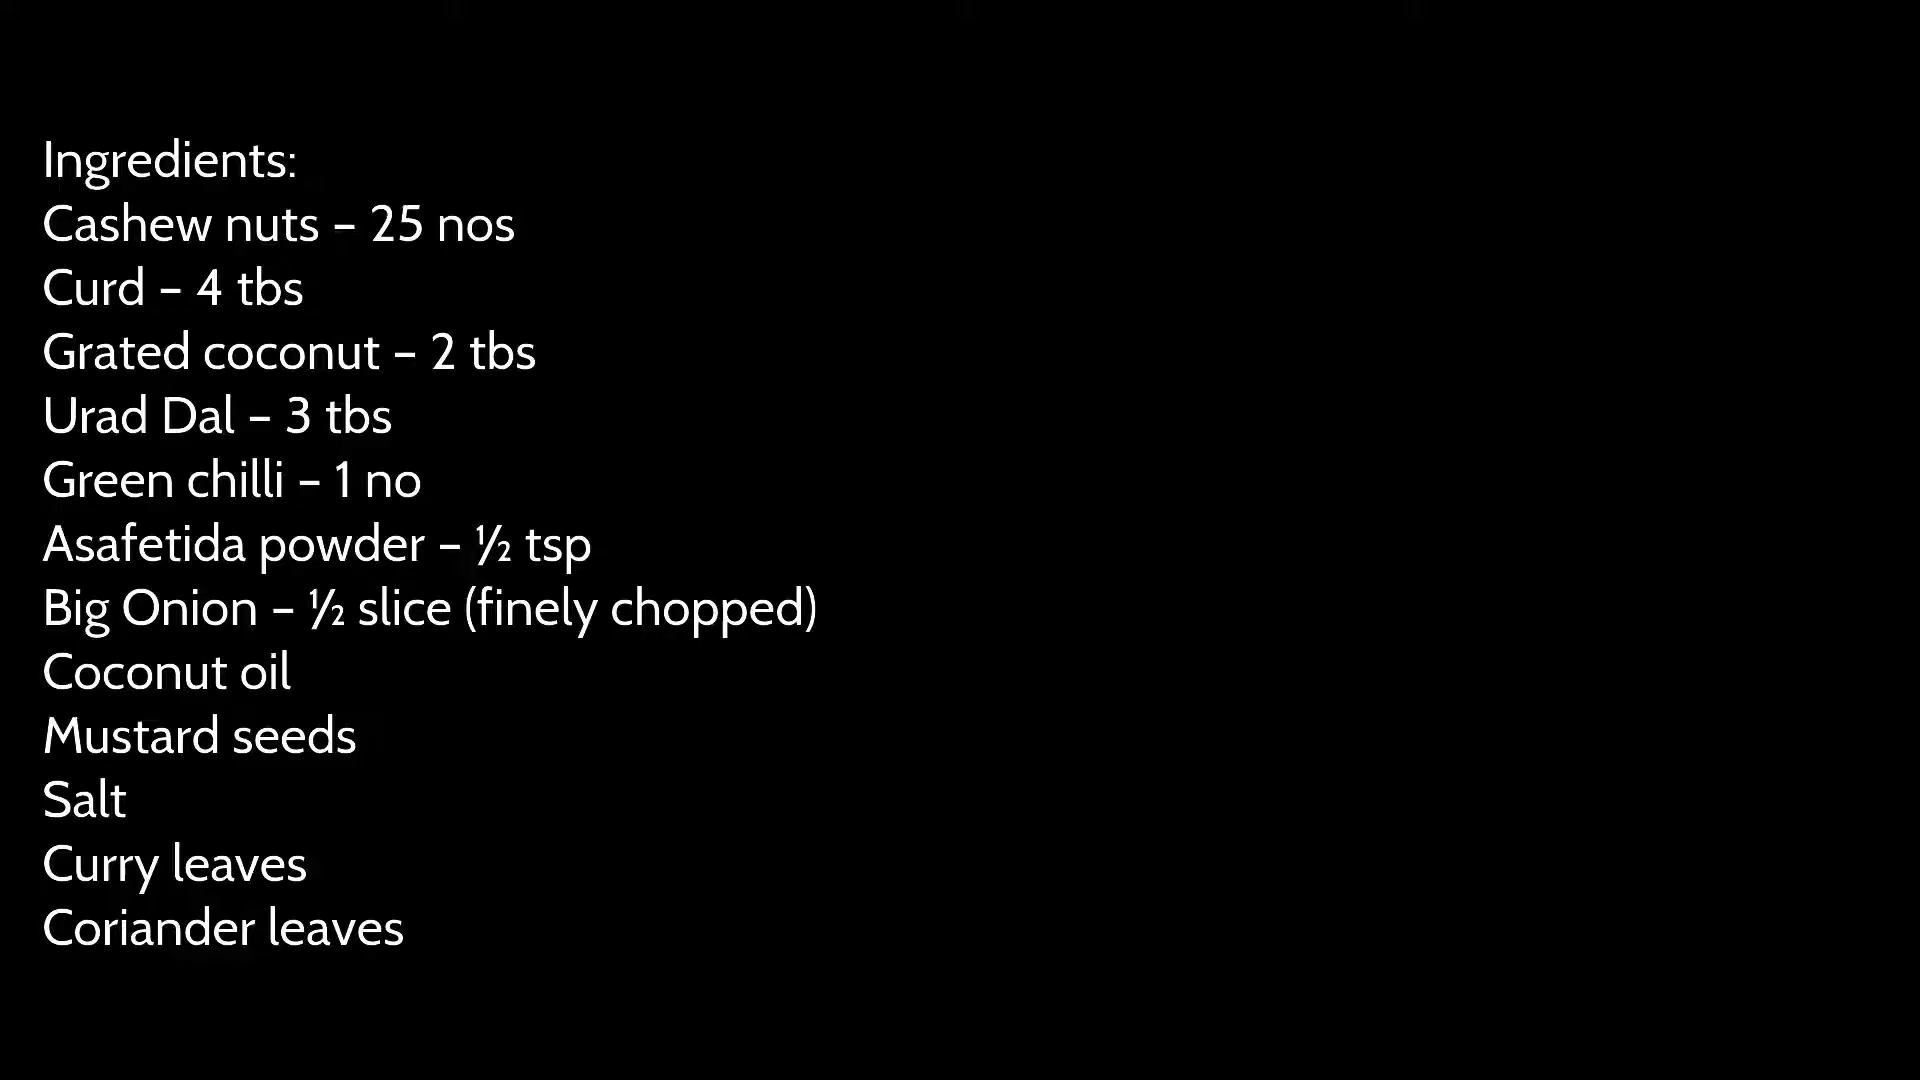 Ingredients:
Cashew nuts – 25 nos
Curd – 4 tbs
Grated coconut – 2 tbs
Urad Dal – 3 tbs
Green chilli – 1 no
Asafetida powder – ½ tsp
Big Onion – ½ slice (finely chopped)
Coconut oil
Mustard seeds
Salt
Curry leaves
Coriander leaves